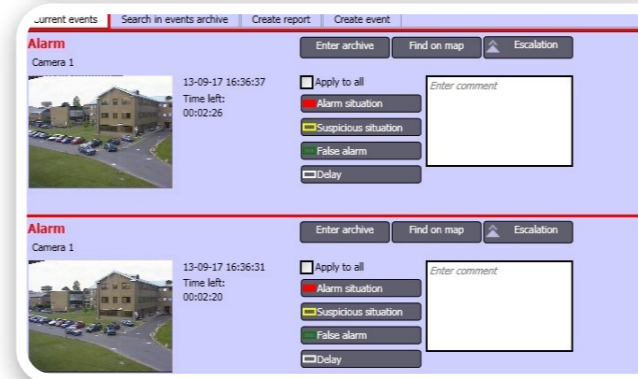 Current events Search in events archive Create report Create event
Alarm Enter archive Find on map Escalation
Camera 1
13-09-17 16:36:37 Apply to all Enter comment
Time left: Alarm situation
00:02:26
Suspicious situation
False alarm
Delay
Alarm Enter archive Find on map Escalation
Camera 1
13-09-17 16:36:31 Apply to all Enter comment
Time left: Alarm situation
00:02:20
Suspicious situation
False alarm
Delay